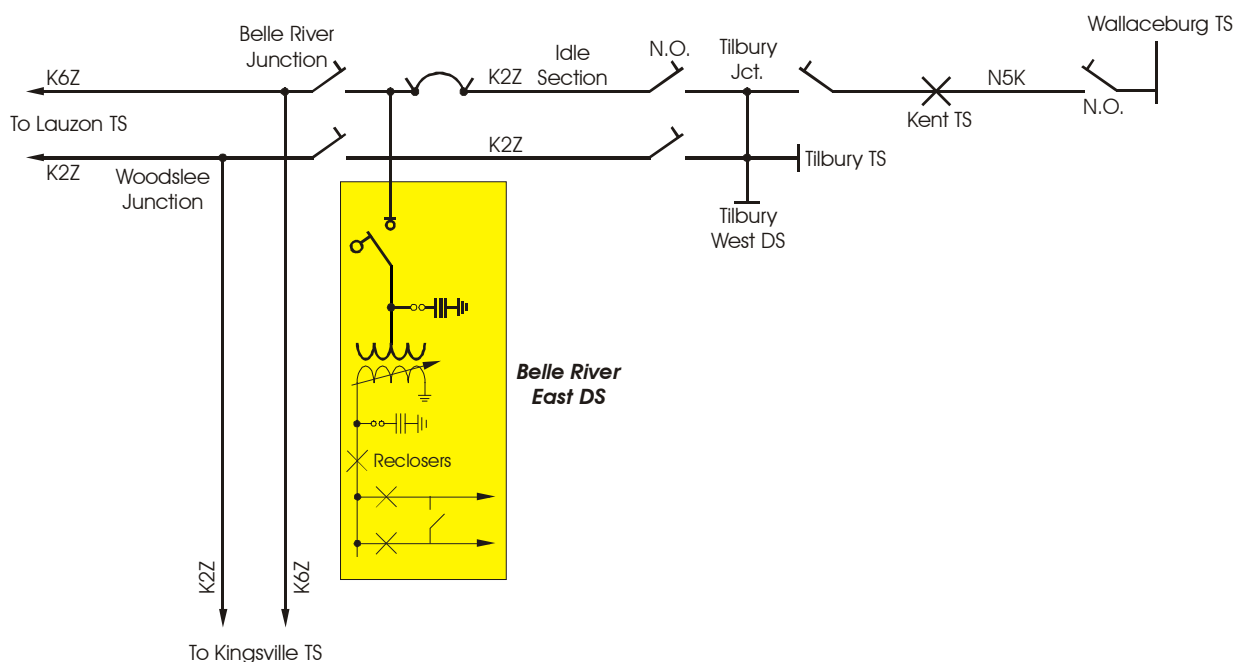 Wallaceburg TS
Belle River
Junction
Idle
Section
N.O.
Tilbury
Jct.
K6Z
K2Z
N5K
N.O.
Kent TS
To Lauzon TS
K2Z
K2Z
Tilbury TS
Woodslee
Junction
Tilbury
West DS
Belle River
East DS
Reclosers
K2Z
K6Z
To Kingsville TS